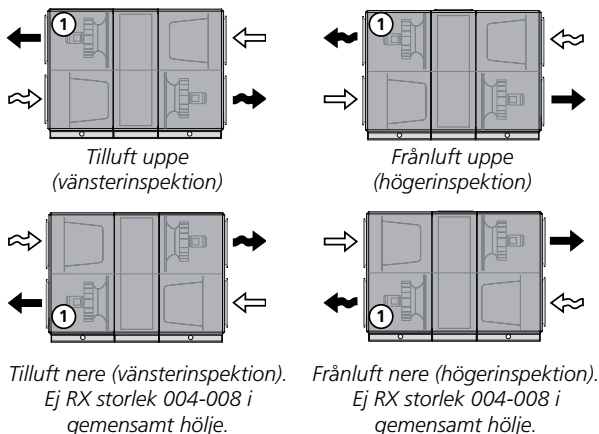 1
1
Tilluft uppe
(vänsterinspektion)
Frånluft uppe
(högerinspektion)
1
1
Tilluft nere (vänsterinspektion).
Ej RX storlek 004-008 i
gemensamt hölje.
Frånluft nere (högerinspektion).
Ej RX storlek 004-008 i
gemensamt hölje.